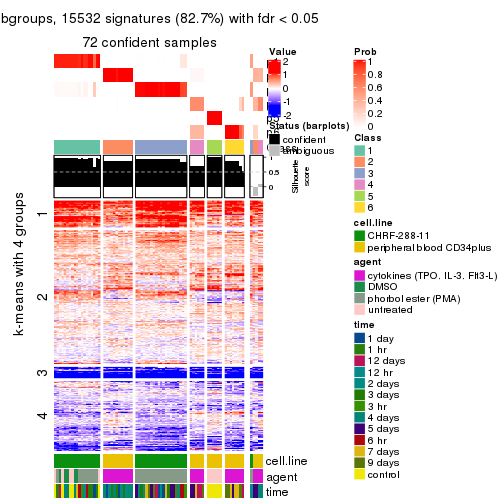 bgroups, 15532 signatures (82.7%) with fdr < 0.05
72 confident samples
Value
2
1
0
-1
-2
Status (barplots)
confident
ambiguous
0.5
0
Silhouette
score
k-means with 4 groups
1
2
3
4
cell.line
agent
time
Prob
1
0.8
0.6
0.4
0.2
0
Class
1
2
3
4
5
6
cell.line
CHRF-288-11
peripheral blood CD34plus
agent
cytokines (TPO. IL-3. Flt3-L)
DMSO
phorbol ester (PMA)
untreated
time
1 day
1 hr
12 days
12 hr
2 days
3 days
3 hr
4 days
5 days
6 hr
7 days
9 days
control